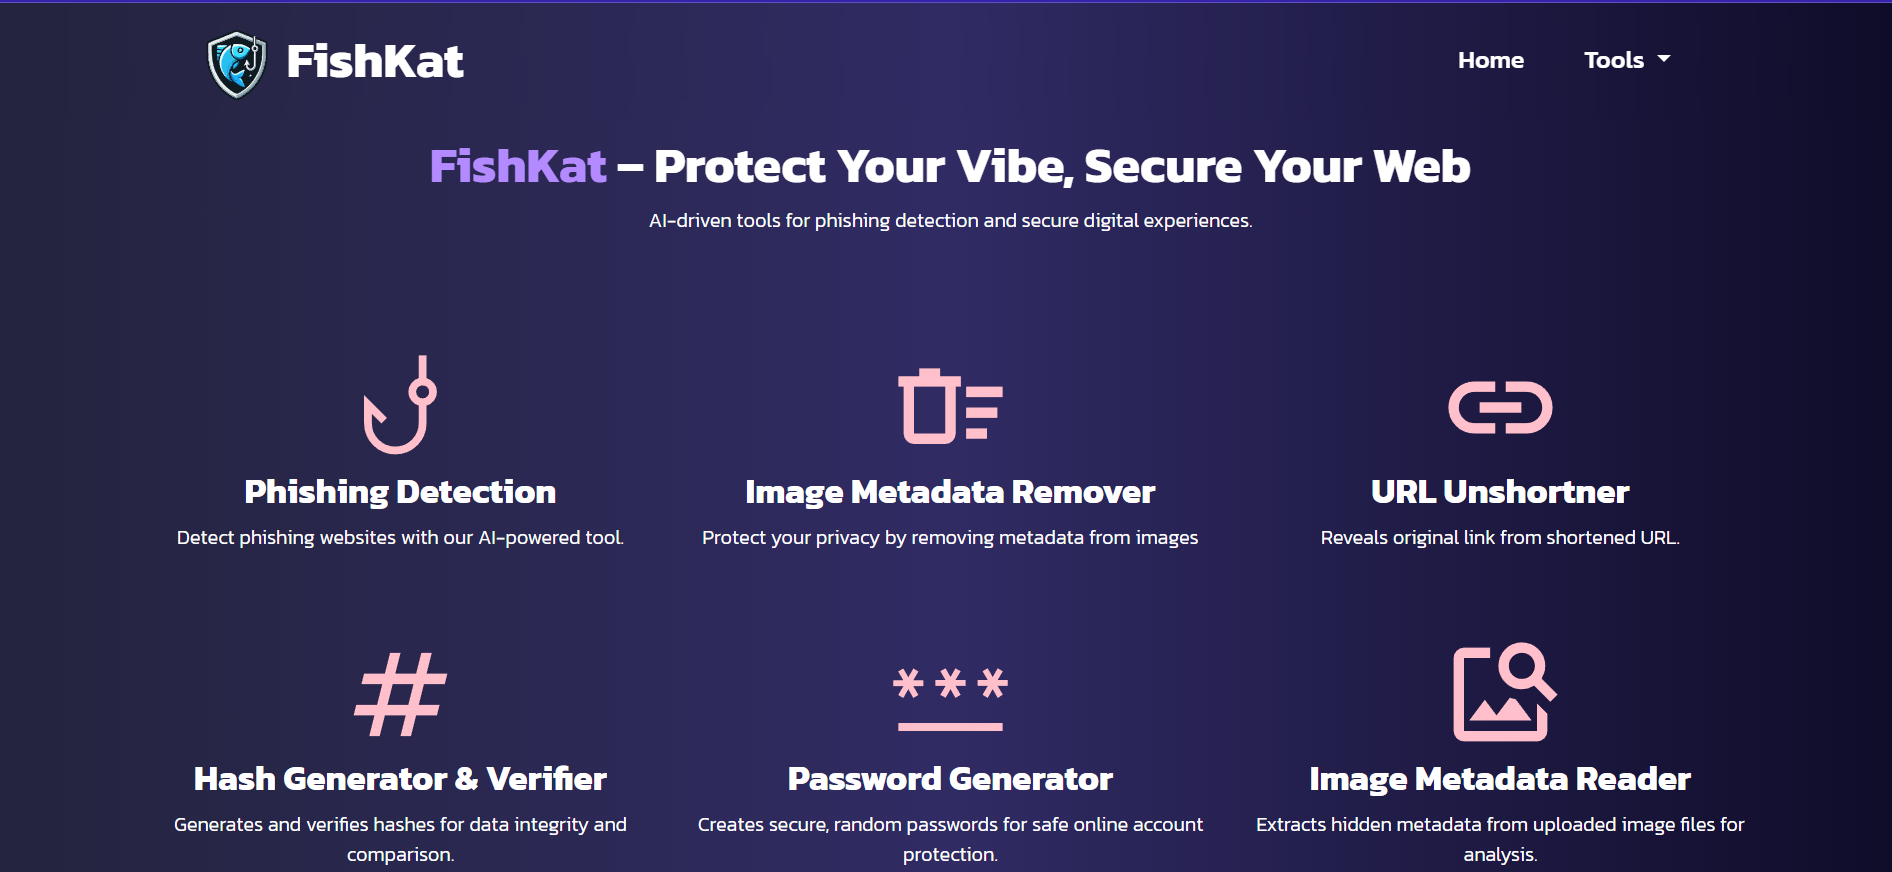 FishKat
Home
Tools
FishKat – Protect Your Vibe, Secure Your Web
AI-driven tools for phishing detection and secure digital experiences.
Phishing Detection
Detect phishing websites with our AI-powered tool.
Image Metadata Remover
Protect your privacy by removing metadata from images
URL Unshortner
Reveals original link from shortened URL.
Hash Generator & Verifier
Generates and verifies hashes for data integrity and
comparison.
Password Generator
Creates secure, random passwords for safe online account
protection.
Image Metadata Reader
Extracts hidden metadata from uploaded image files for
analysis.